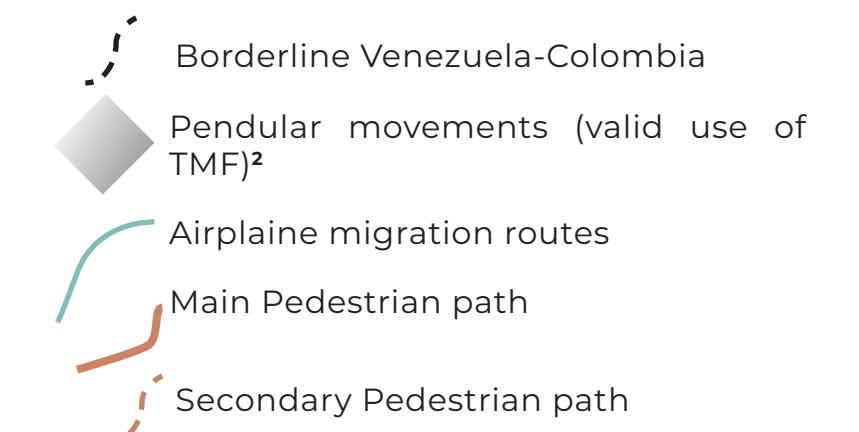 Borderline Venezuela-Colombia
Pendular movements (valid use of
TMF)²
Airplaine migration routes
Main Pedestrian path
Secondary Pedestrian path